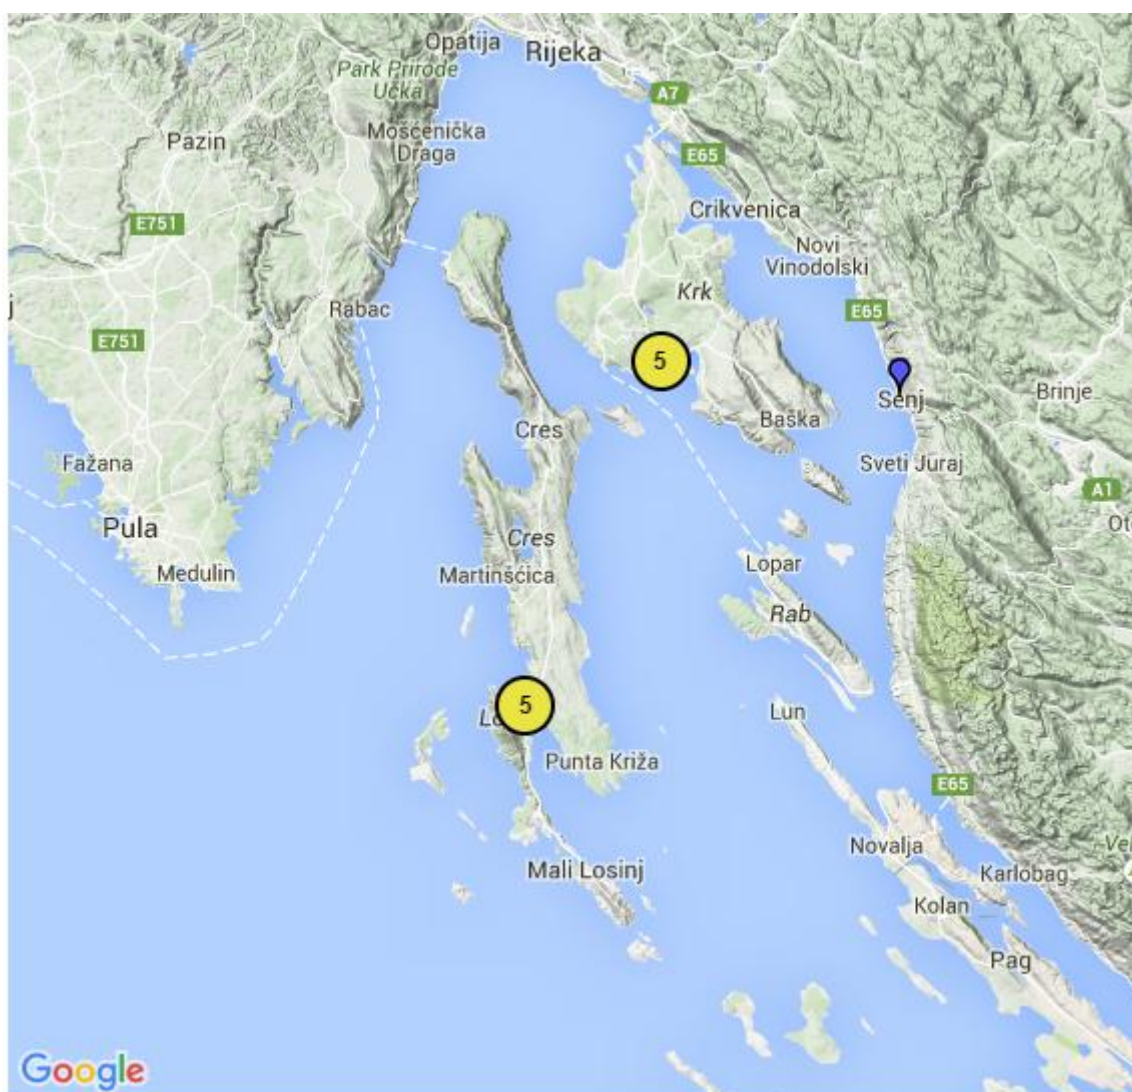 Opatija
Rijeka
Park Prirode
Učka
A7
Mošćenička
Draga
Pazin
E65
E751
Crikvenica
Novi
Vinodolski
Krk
Rabac
E65
E751
5
Senj
Brinje
Baška
Cres
Fažana
Sveti Juraj
A1
Pula
Cres
Medulin
Martinšćica
Lopar
Rab
5
Lun
Punta Križa
E65
Novalja
Mali Losinj
Karlobag
Kolan
Pag
Google